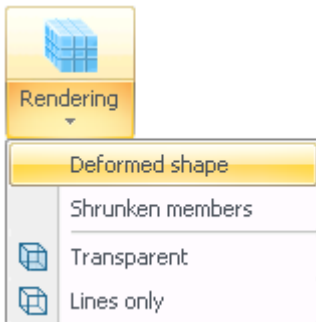 Rendering
Deformed shape
Shrunken members
Transparent
Lines only